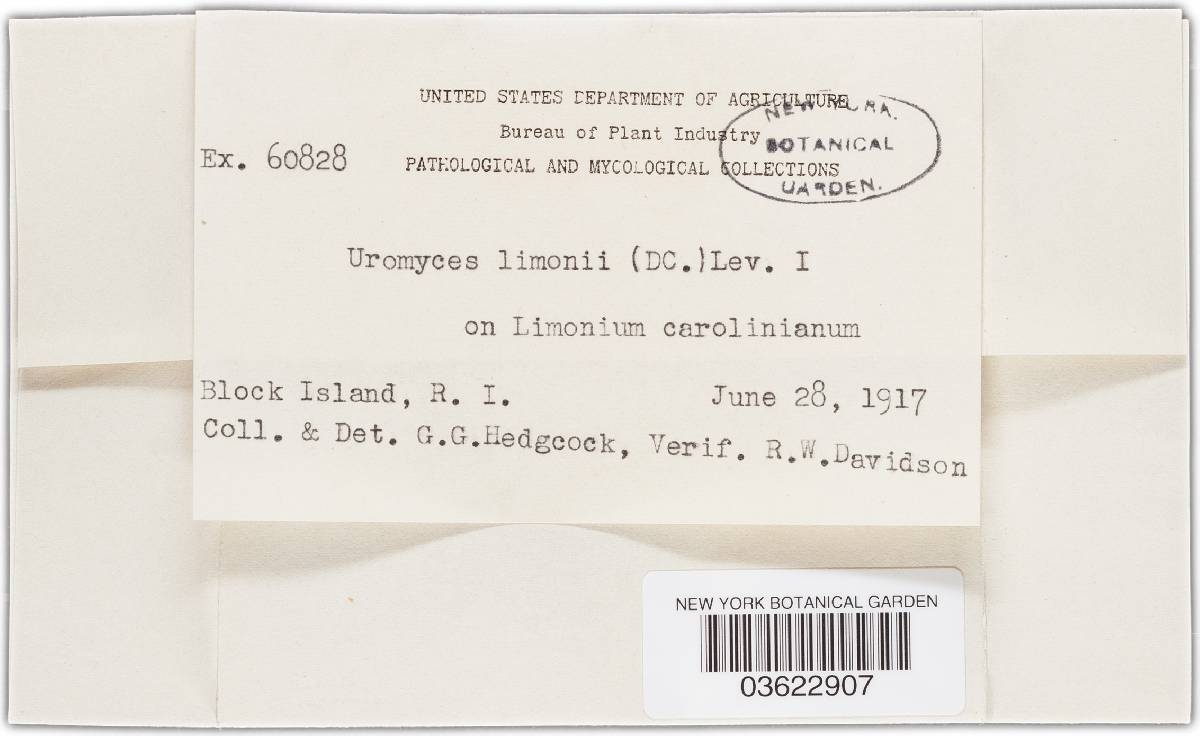 UNITED STATES DEPARTMENT OF AGRICULTURE
Bureau of Plant Industry
Ex. 60828
PATHOLOGICAL AND MYCOLOGICAL COLLECTIONS
NEW YORK
BOTANICAL
GARDEN.
Uromyces limonii (DC.)Lev. I
on Limonium carolinianum
Block Island, R. I. June 28, 1917
Coll. & Det. G.G.Hedgcock, Verif. R.W.Davidson
NEW YORK BOTANICAL GARDEN
03622907